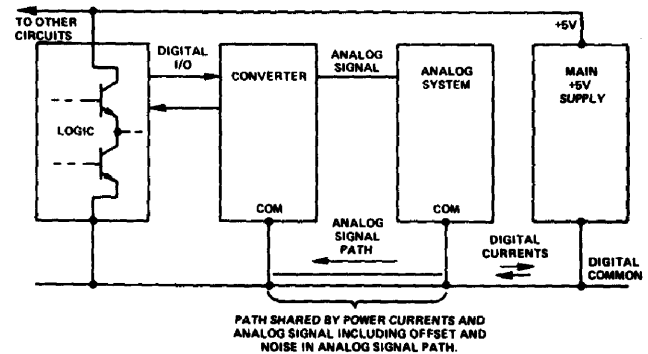 TO OTHER
CIRCUITS
+5V
DIGITAL
I/O
ANALOG
SIGNAL
LOGIC
CONVERTER
COM
ANALOG
SYSTEM
COM
MAIN
+5V
SUPPLY
ANALOG
SIGNAL
PATH
DIGITAL
CURRENTS
DIGITAL
COMMON
PATH SHARED BY POWER CURRENTS AND
ANALOG SIGNAL INCLUDING OFFSET AND
NOISE IN ANALOG SIGNAL PATH.